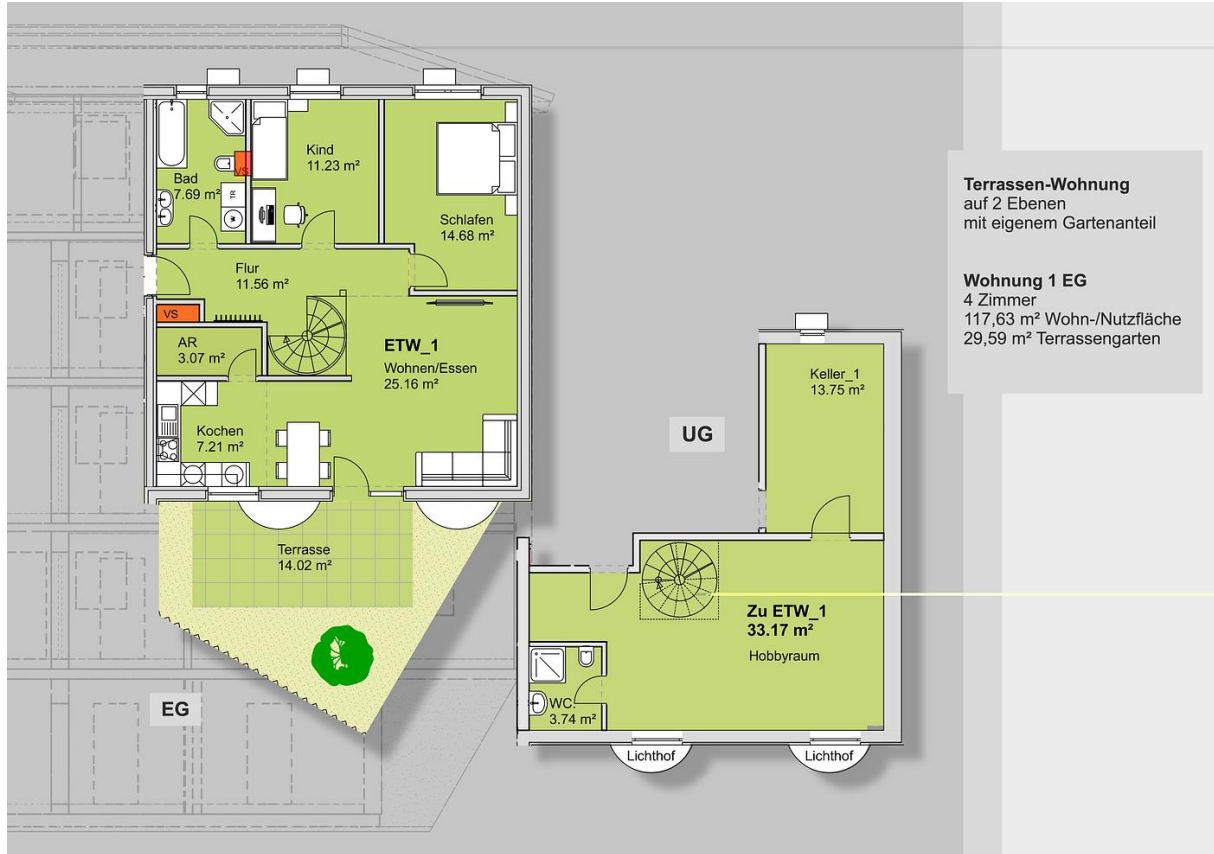 Bad
7.69 m²
VS
TR
W
Kind
11.23 m²
Schlafen
14.68 m²
Flur
11.56 m²
VS
AR
3.07 m²
ETW_1
Wohnen/Essen
25.16 m²
Kochen
7.21 m²
Terrasse
14.02 m²
EG
UG
Keller_1
13.75 m²
Zu ETW_1
33.17 m²
Hobbyraum
WC.
3.74 m²
Lichthof
Lichthof
Terrassen-Wohnung
auf 2 Ebenen
mit eigenem Gartenanteil
Wohnung 1 EG
4 Zimmer
117,63 m² Wohn-/Nutzfläche
29,59 m² Terrassengarten